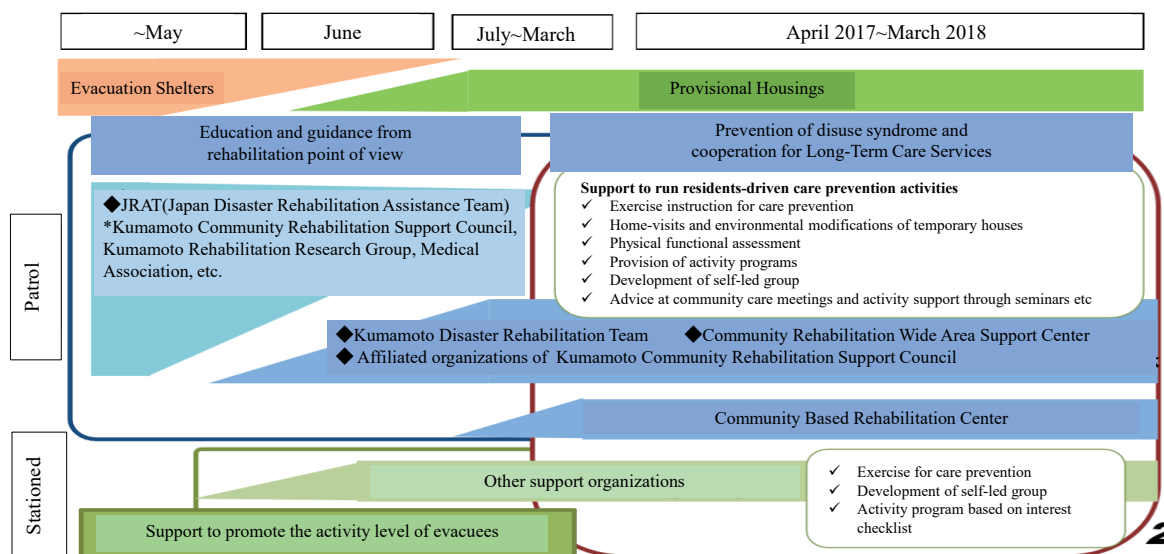 ~May
June
July~March
April 2017~March 2018
Evacuation Shelters
Provisional Housings
Education and guidance from
rehabilitation point of view
Prevention of disuse syndrome and
cooperation for Long-Term Care Services
Patrol
◆JRAT(Japan Disaster Rehabilitation Assistance Team)
*Kumamoto Community Rehabilitation Support Council,
Kumamoto Rehabilitation Research Group, Medical
Association, etc.
Support to run residents-driven care prevention activities
✓ Exercise instruction for care prevention
✓ Home-visits and environmental modifications of temporary houses
✓ Physical functional assessment
✓ Provision of activity programs
✓ Development of self-led group
✓ Advice at community care meetings and activity support through seminars etc
◆Kumamoto Disaster Rehabilitation Team ◆Community Rehabilitation Wide Area Support Center
◆ Affiliated organizations of Kumamoto Community Rehabilitation Support Council
Community Based Rehabilitation Center
Stationed
Other support organizations
✓ Exercise for care prevention
✓ Development of self-led group
✓ Activity program based on interest
checklist
Support to promote the activity level of evacuees
2